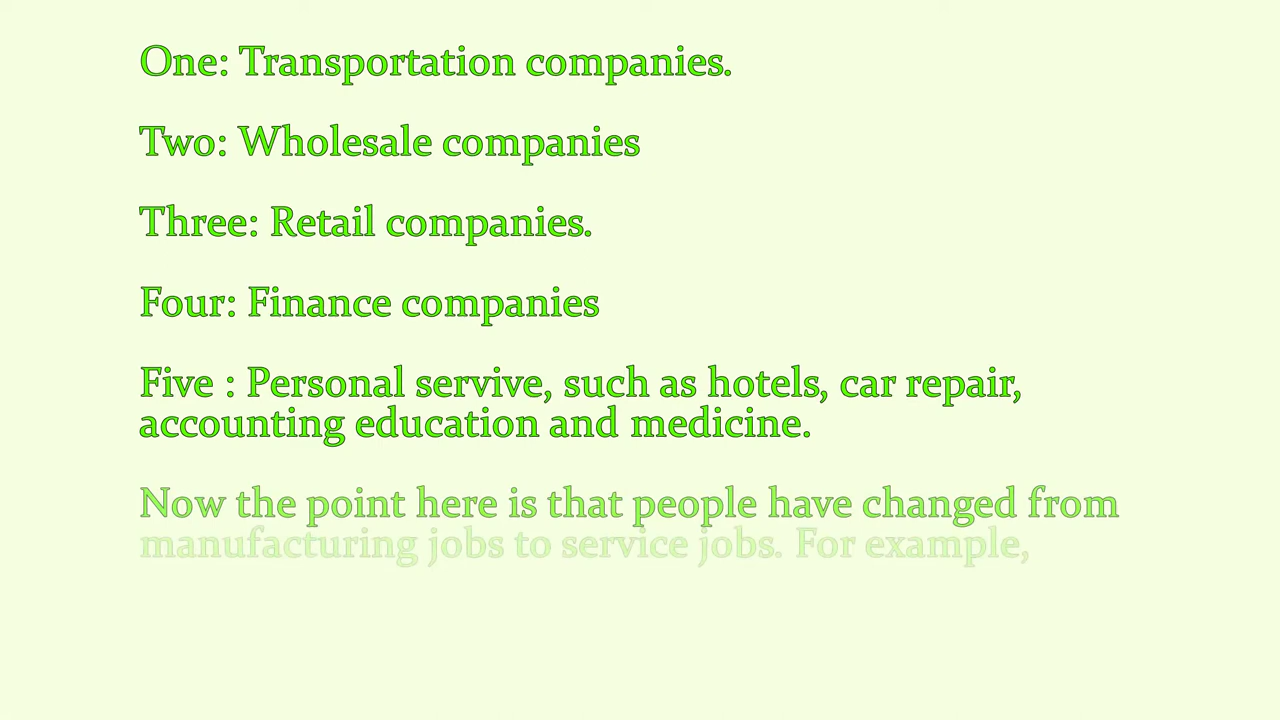 One: Transportation companies.
Two: Wholesale companies
Three: Retail companies.
Four: Finance companies
Five : Personal servive, such as hotels, car repair,
accounting education and medicine.
Now the point here is that people have changed from
manufacturing jobs to service jobs. For example,